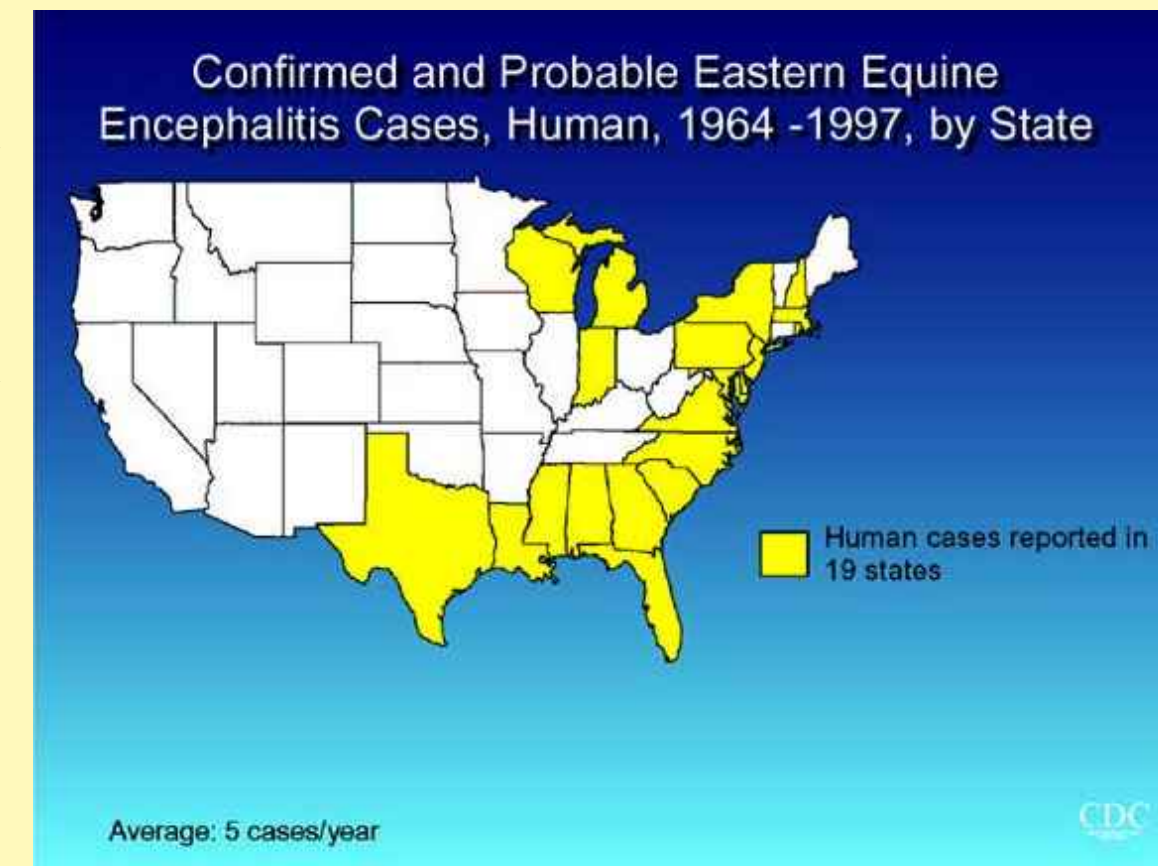 Confirmed and Probable Eastern Equine
Encephalitis Cases, Human, 1964 -1997, by State
Human cases reported in
19 states
Average: 5 cases/year
CDC